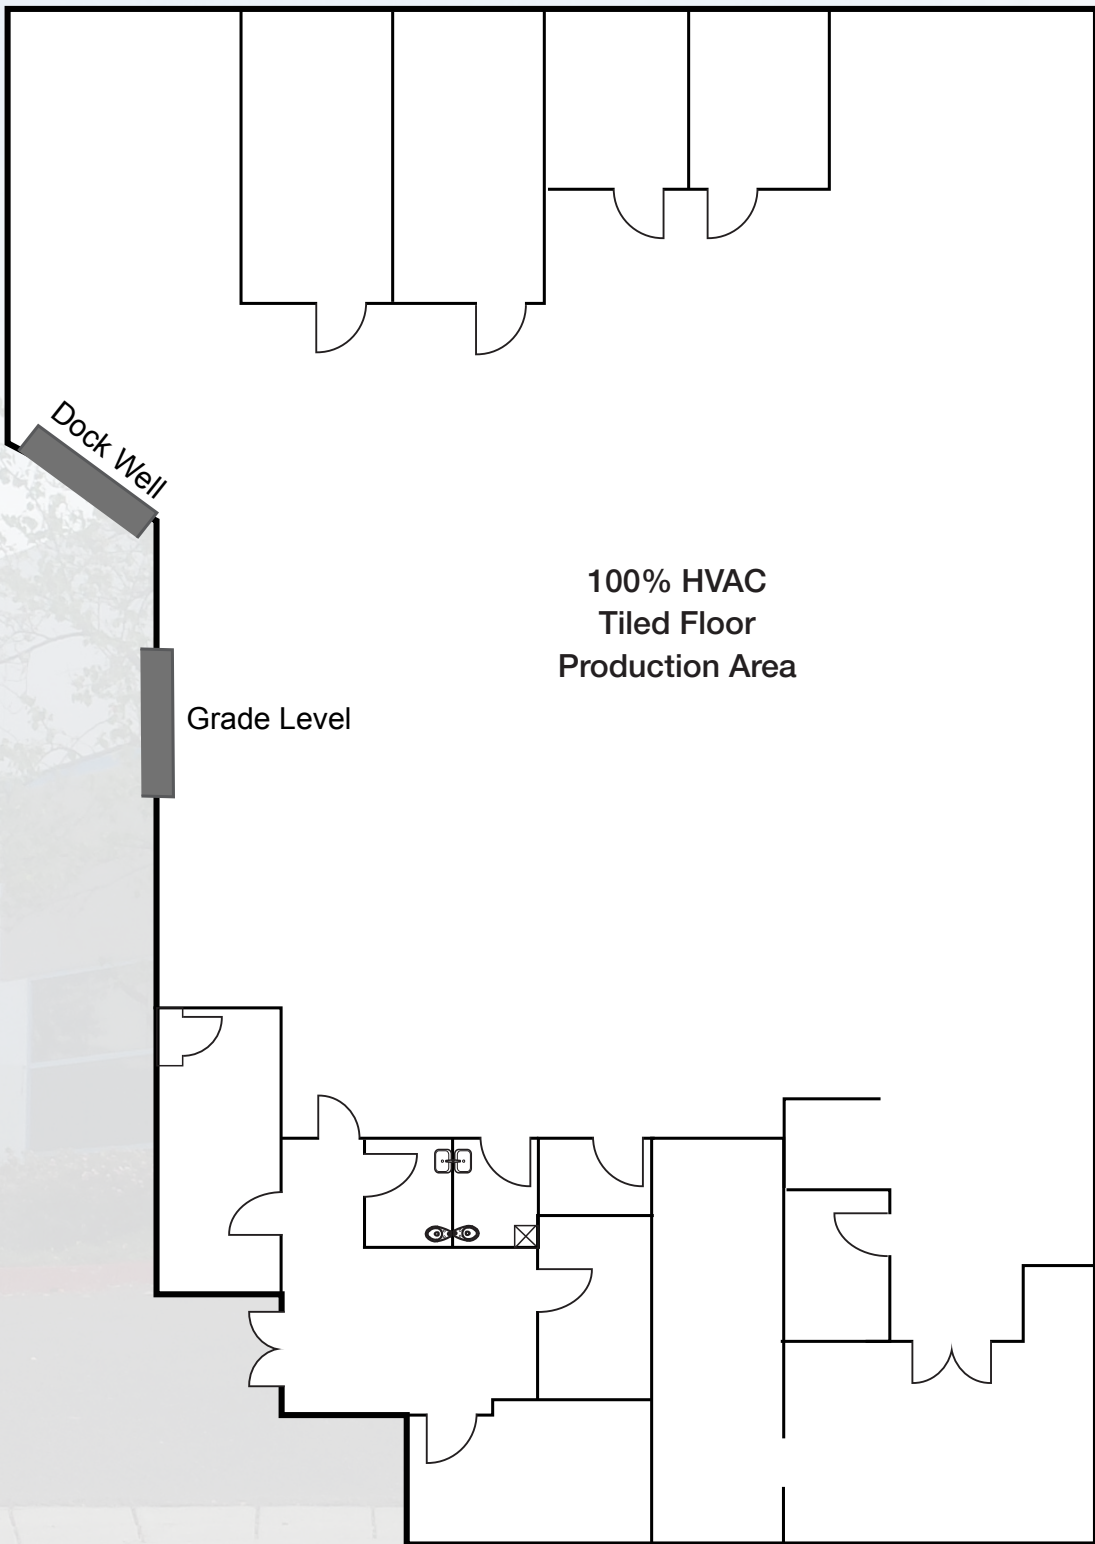 Dock Well
100% HVAC
Tiled Floor
Production Area
Grade Level